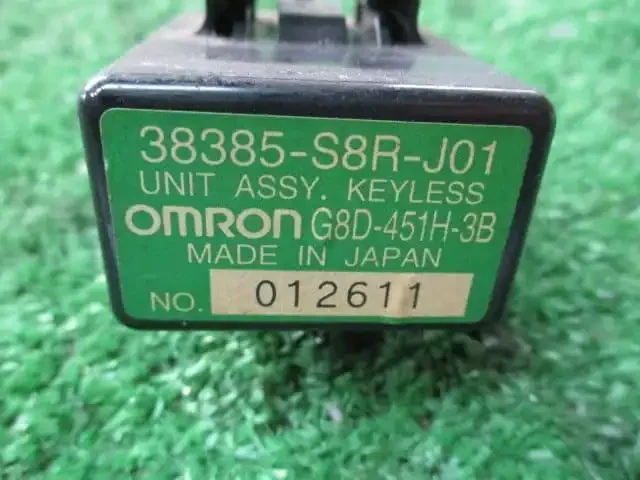 38385-S8R-J01
UNIT ASSY. KEYLESS
OMRON G8D-451H-3B
MADE IN JAPAN
NO. 012611